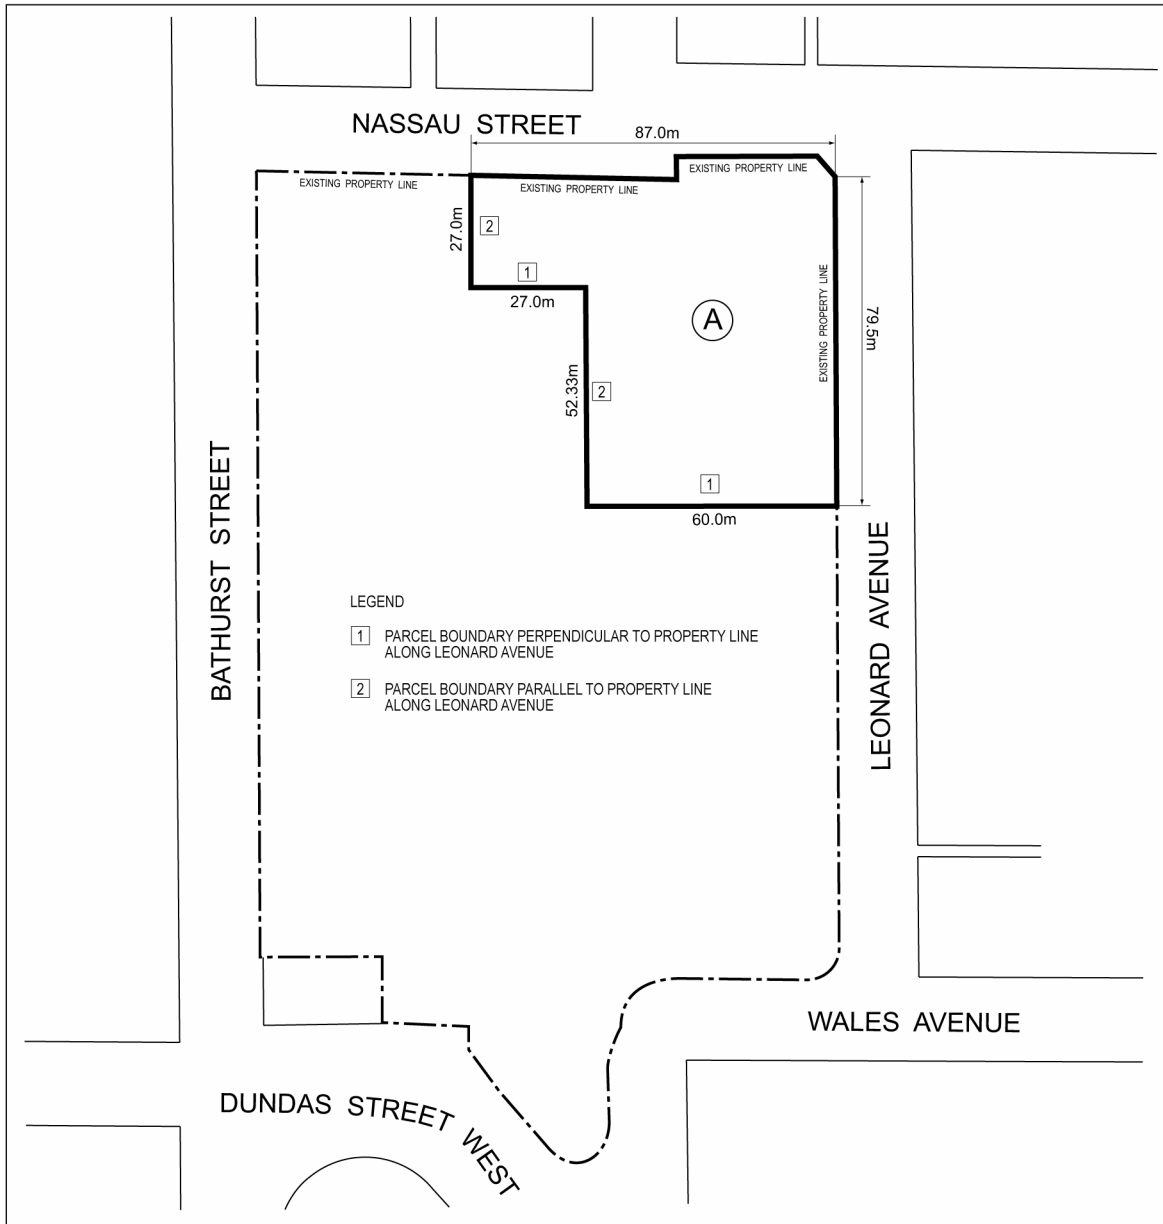 NASSAU STREET
87.0m
EXISTING PROPERTY LINE
EXISTING PROPERTY LINE
EXISTING PROPERTY LINE
27.0m
2
1
27.0m
A
EXISTING PROPERTY LINE
79.5m
52.33m
2
1
60.0m
BATHURST STREET
LEONARD AVENUE
LEGEND
1 PARCEL BOUNDARY PERPENDICULAR TO PROPERTY LINE
ALONG LEONARD AVENUE
2 PARCEL BOUNDARY PARALLEL TO PROPERTY LINE
ALONG LEONARD AVENUE
WALES AVENUE
DUNDAS STREET WEST